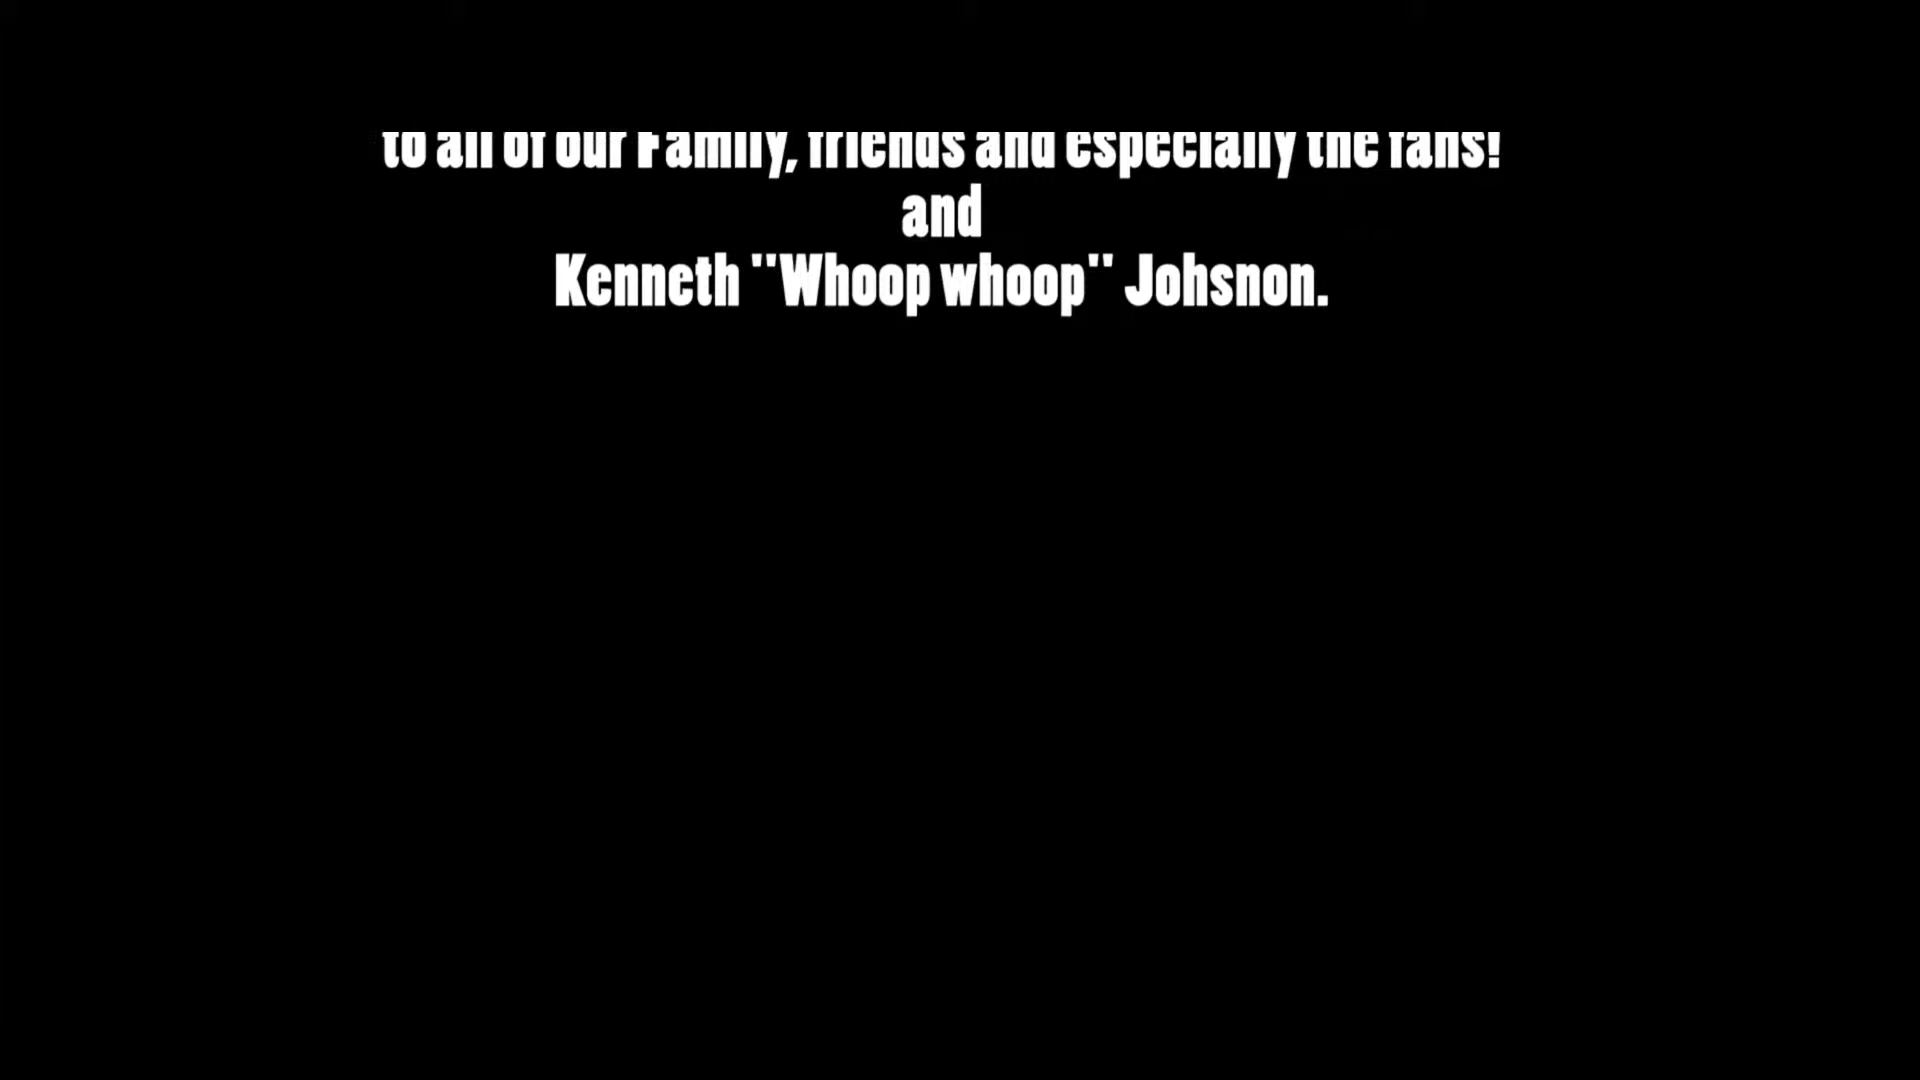 to all of our Family, friends and especially the fans!
and
Kenneth "Whoop whoop" Johsnon.